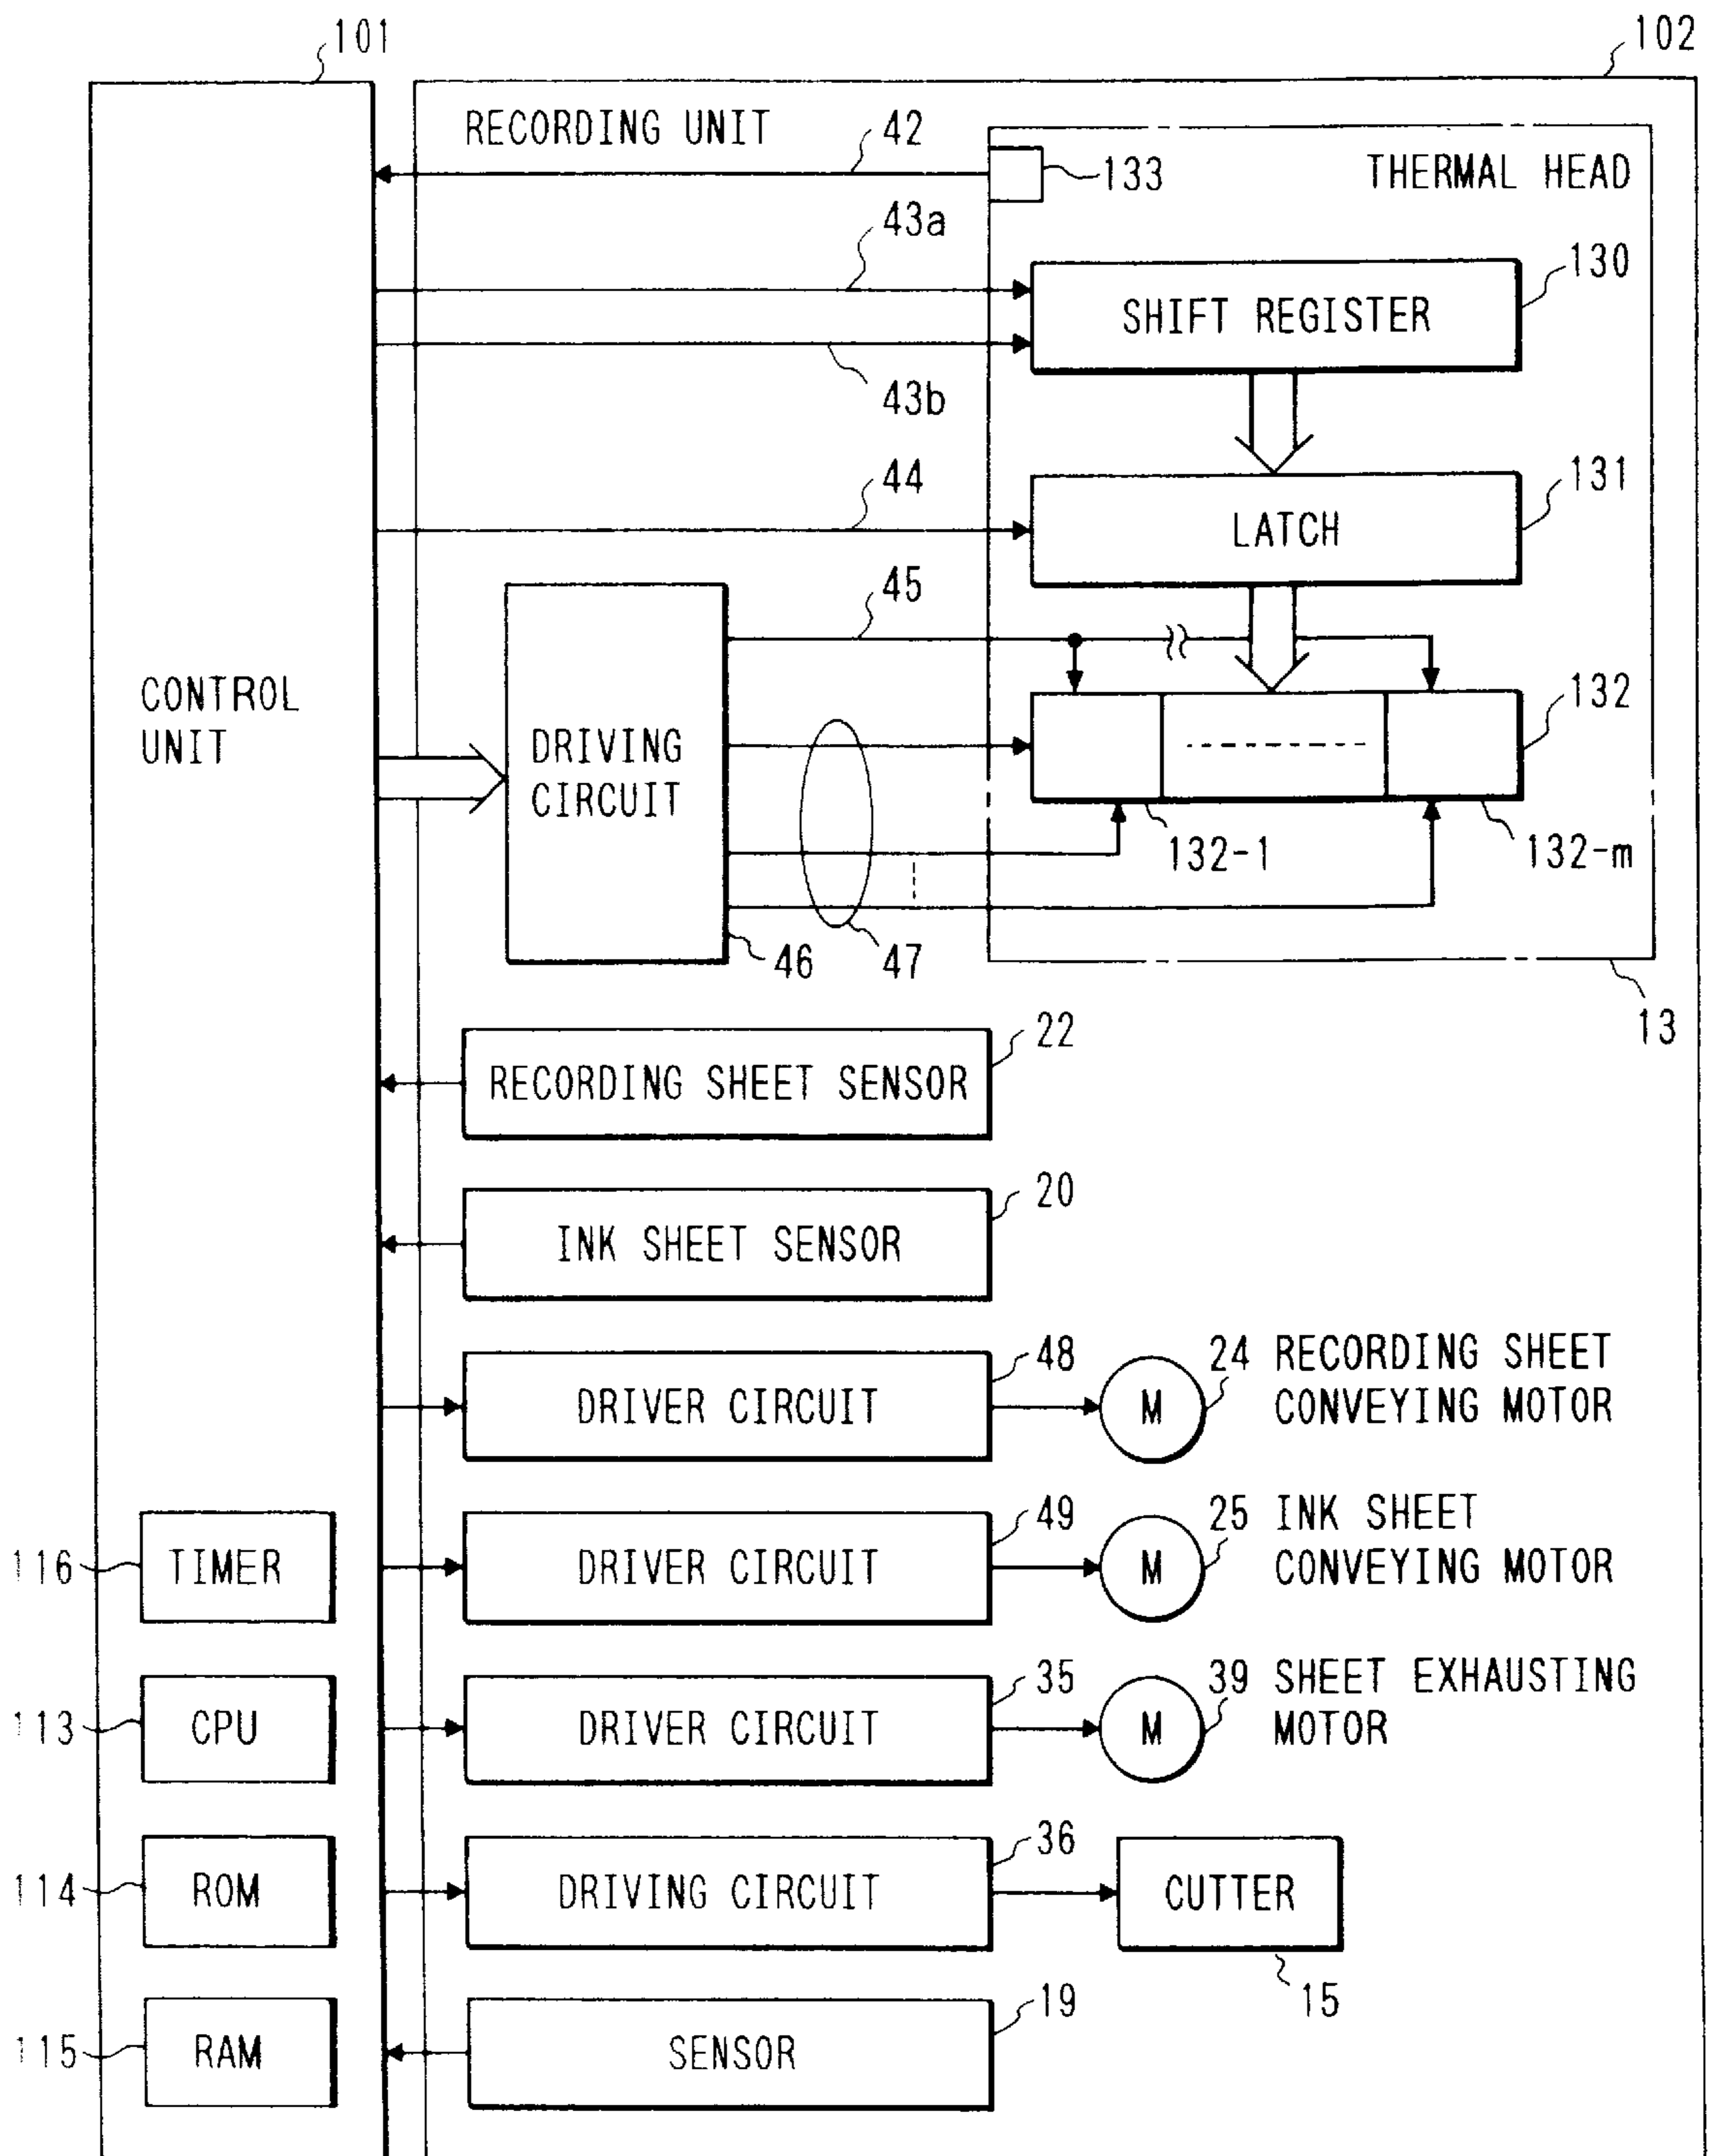 101
102
RECORDING UNIT
42
133
THERMAL HEAD
43a
130
SHIFT REGISTER
43b
44
131
LATCH
45
CONTROL
UNIT
DRIVING
CIRCUIT
132
132-1
132-m
46
47
13
22
RECORDING SHEET SENSOR
20
INK SHEET SENSOR
48
DRIVER CIRCUIT
M
24 RECORDING SHEET
CONVEYING MOTOR
116
TIMER
49
DRIVER CIRCUIT
M
25 INK SHEET
CONVEYING MOTOR
113
CPU
35
DRIVER CIRCUIT
M
39 SHEET EXHAUSTING
MOTOR
114
ROM
36
DRIVING CIRCUIT
CUTTER
15
115
RAM
19
SENSOR